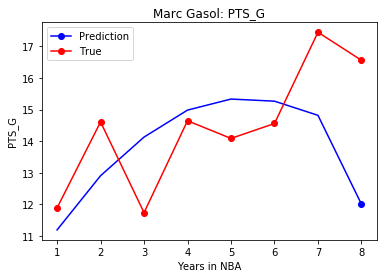 Marc Gasol: PTS_G
Prediction
True
PTS_G
17
16
15
14
13
12
11
1 2 3 4 5 6 7 8
Years in NBA